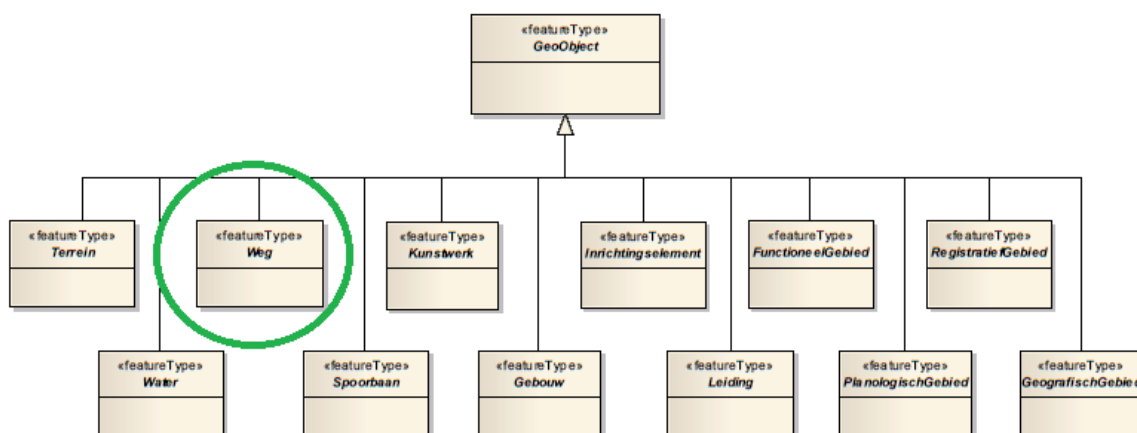 «featureType»
GeoObject
«featureType»
Terrein
«featureType»
Weg
«featureType»
Kunstwerk
«featureType»
Inrichtingselement
«featureType»
FunctioneelGebied
«featureType»
RegistratiefGebied
«featureType»
Water
«featureType»
Spoorbaan
«featureType»
Gebouw
«featureType»
Leiding
«featureType»
PlanologischGebied
«featureType»
GeografischGebied